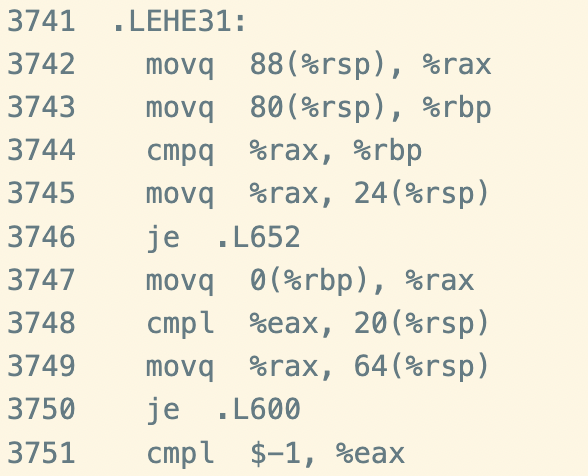 3741 .LEHE31:
3742 movq 88(%rsp), %rax
3743 movq 80(%rsp), %rbp
3744 cmpq %rax, %rbp
3745 movq %rax, 24(%rsp)
3746 je .L652
3747 movq 0(%rbp), %rax
3748 cmpl %eax, 20(%rsp)
3749 movq %rax, 64(%rsp)
3750 je .L600
3751 cmpl $-1, %eax